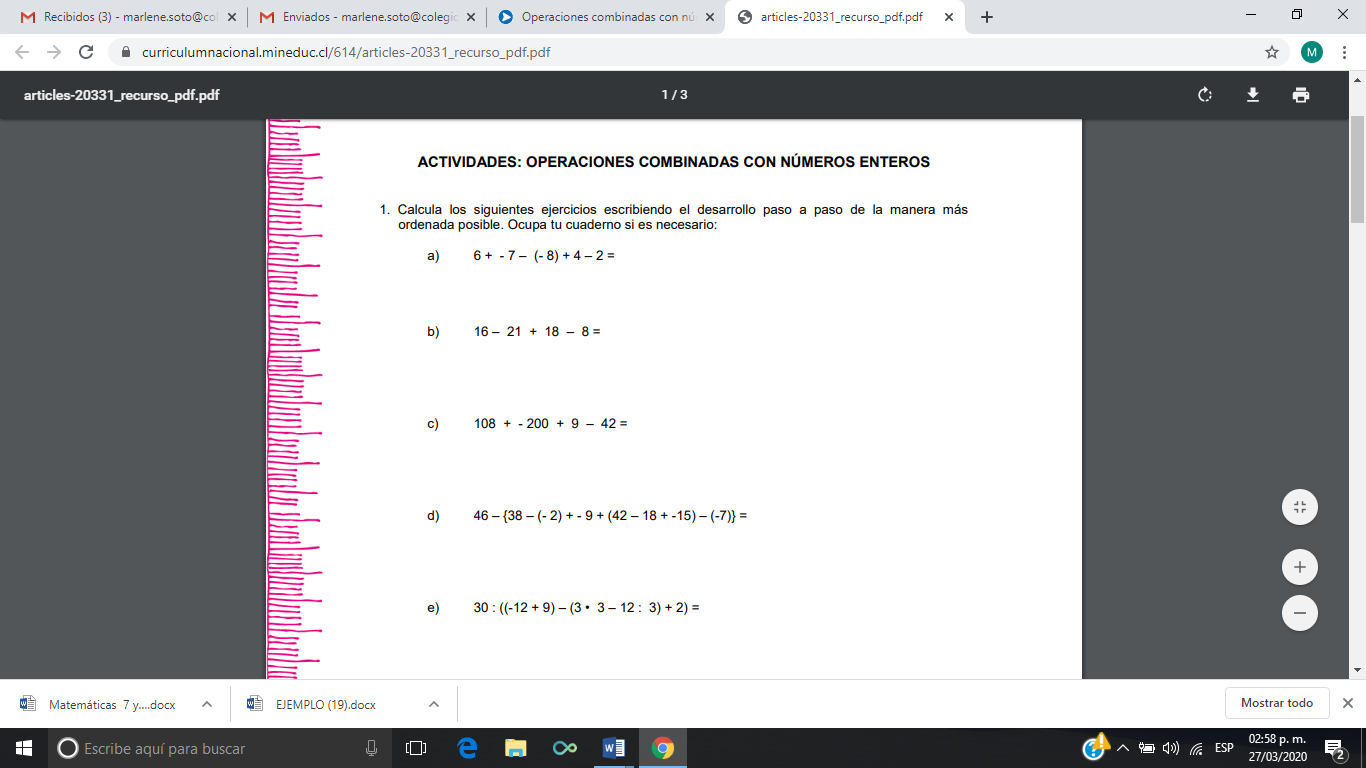 Recibidos (3) - marlene.soto@co
Enviados - marlene.soto@colegio
Operaciones combinadas con nú
articles-20331_recurso_pdf.pdf
curriculumnacional.mineduc.cl/614/articles-20331_recurso_pdf.pdf
M
articles-20331_recurso_pdf.pdf
1 / 3
ACTIVIDADES: OPERACIONES COMBINADAS CON NÚMEROS ENTEROS
1. Calcula los siguientes ejercicios escribiendo el desarrollo paso a paso de la manera más
ordenada posible. Ocupa tu cuaderno si es necesario:
a) 6 + - 7 – (- 8) + 4 – 2 =
b) 16 – 21 + 18 – 8 =
c) 108 + - 200 + 9 – 42 =
d) 46 – {38 – (- 2) + - 9 + (42 – 18 + -15) – (-7)} =
e) 30 : ((-12 + 9) – (3 • 3 – 12 : 3) + 2) =
Matemáticas 7 y....docx
EJEMPLO (19).docx
Mostrar todo
Escribe aquí para buscar
ESP
02:58 p. m.
27/03/2020
2